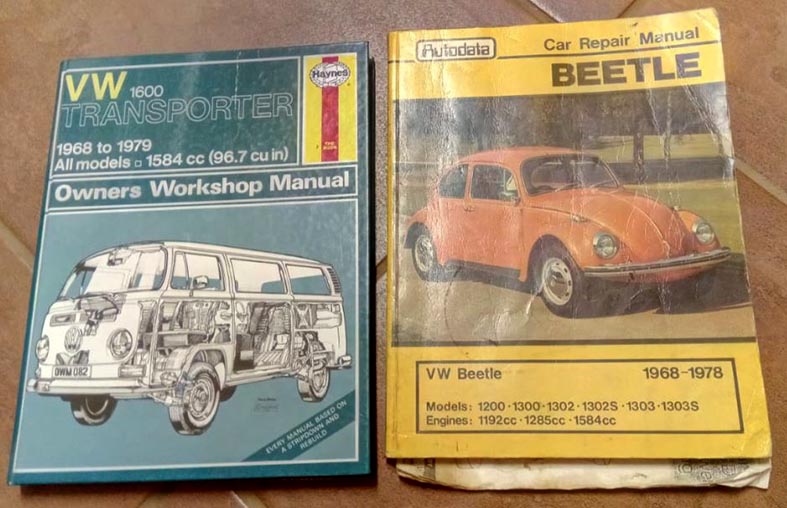 VW 1600
TRANSPORTER
Haynes
1968 to 1979
All models □ 1584 cc (96.7 cu in)
Owners Workshop Manual
OWM 082
EVERY MANUAL BASED ON
A STRIPDOWN AND
REBUILD
Autodata
Car Repair Manual
BEETLE
VW Beetle 1968-1978
Models: 1200 · 1300 · 1302 · 1302S · 1303 · 1303S
Engines: 1192cc · 1285cc · 1584cc